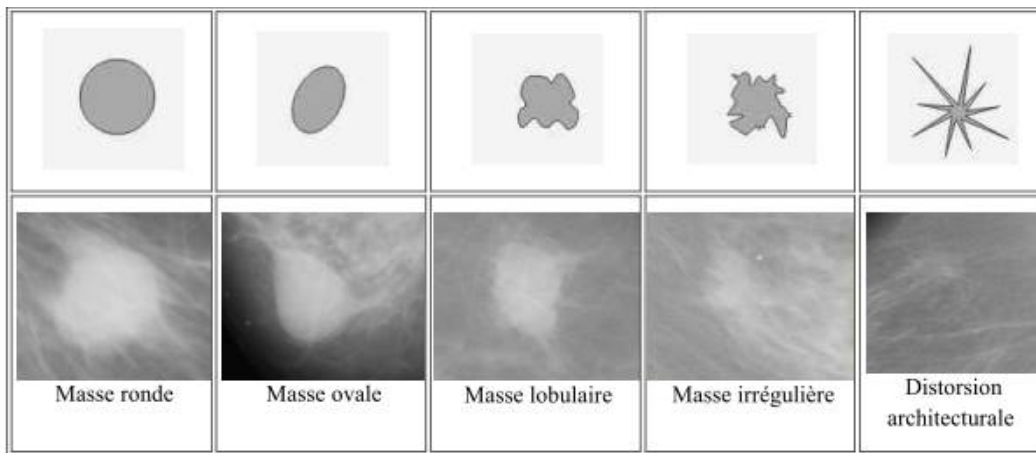 Masse ronde
Masse ovale
Masse lobulaire
Masse irrégulière
Distorsion
architecturale